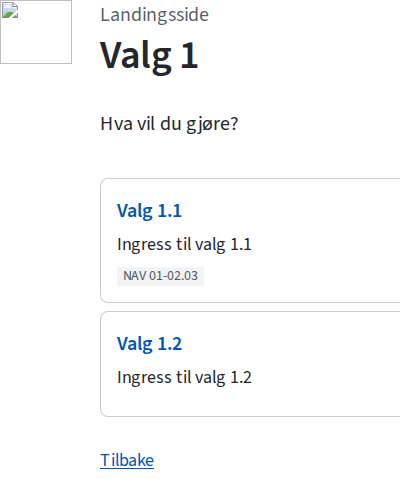 Landingsside
Valg 1
Hva vil du gjøre?
Valg 1.1
Ingress til valg 1.1
NAV 01-02.03
Valg 1.2
Ingress til valg 1.2
Tilbake